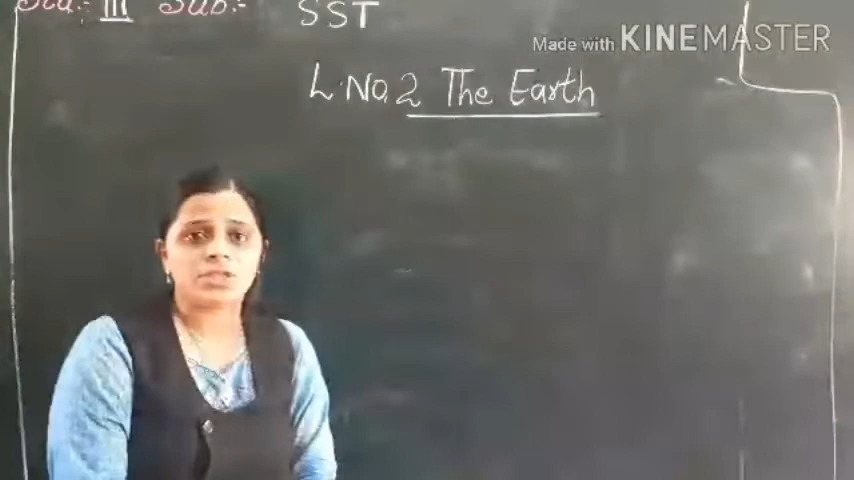 Std:- III Sub:- SST
Made with KINEMASTER
L.No.2 The Earth